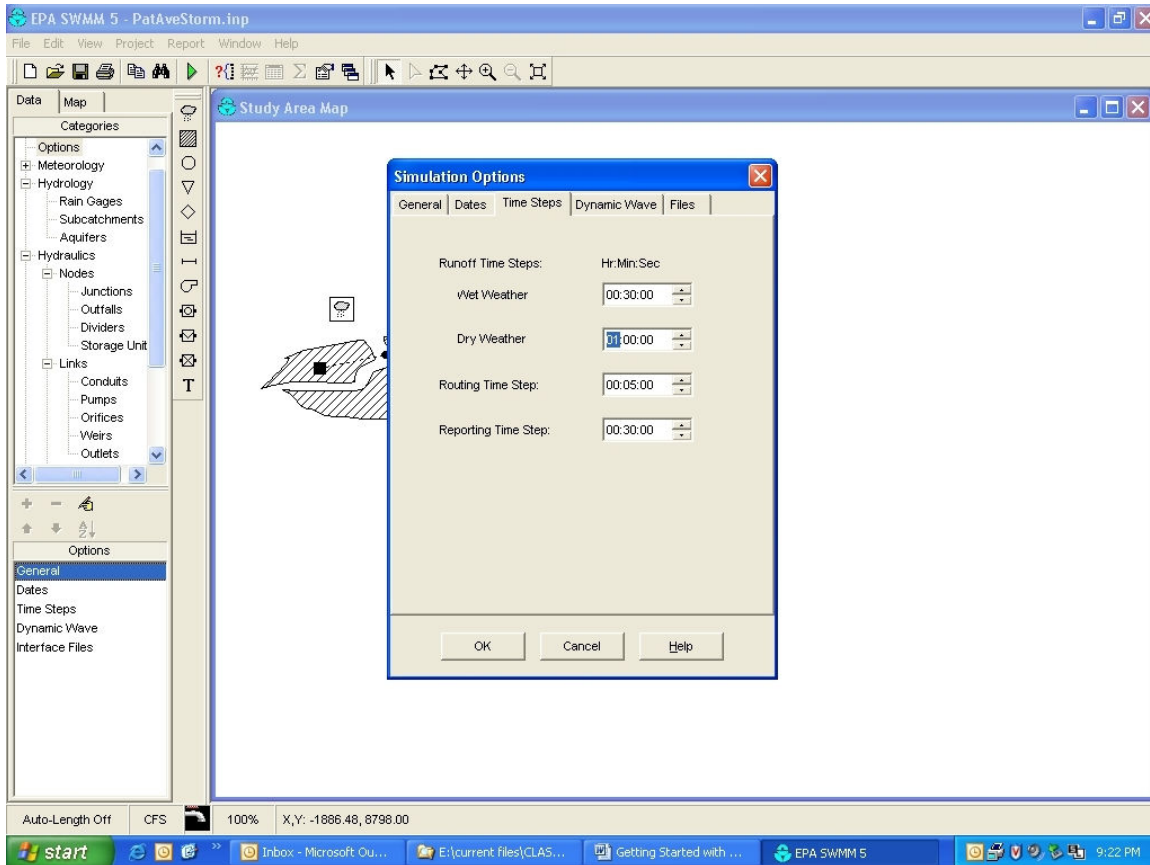 EPA SWMM 5 - PatAveStorm.inp
File Edit View Project Report Window Help
Data Map
Categories
Options
Meteorology
Hydrology
Rain Gages
Subcatchments
Aquifers
Hydraulics
Nodes
Junctions
Outfalls
Dividers
Storage Unit
Links
Conduits
Pumps
Orifices
Weirs
Outlets
Options
General
Dates
Time Steps
Dynamic Wave
Interface Files
T
Study Area Map
Simulation Options
General Dates Time Steps Dynamic Wave Files
Runoff Time Steps: Hr:Min:Sec
Wet Weather 00:30:00
Dry Weather 01:00:00
Routing Time Step: 00:05:00
Reporting Time Step: 00:30:00
OK Cancel Help
Auto-Length Off CFS 100% X,Y: -1886.48, 8798.00
start Inbox - Microsoft Ou... E:\current files\CLAS... Getting Started with ... EPA SWMM 5 9:22 PM